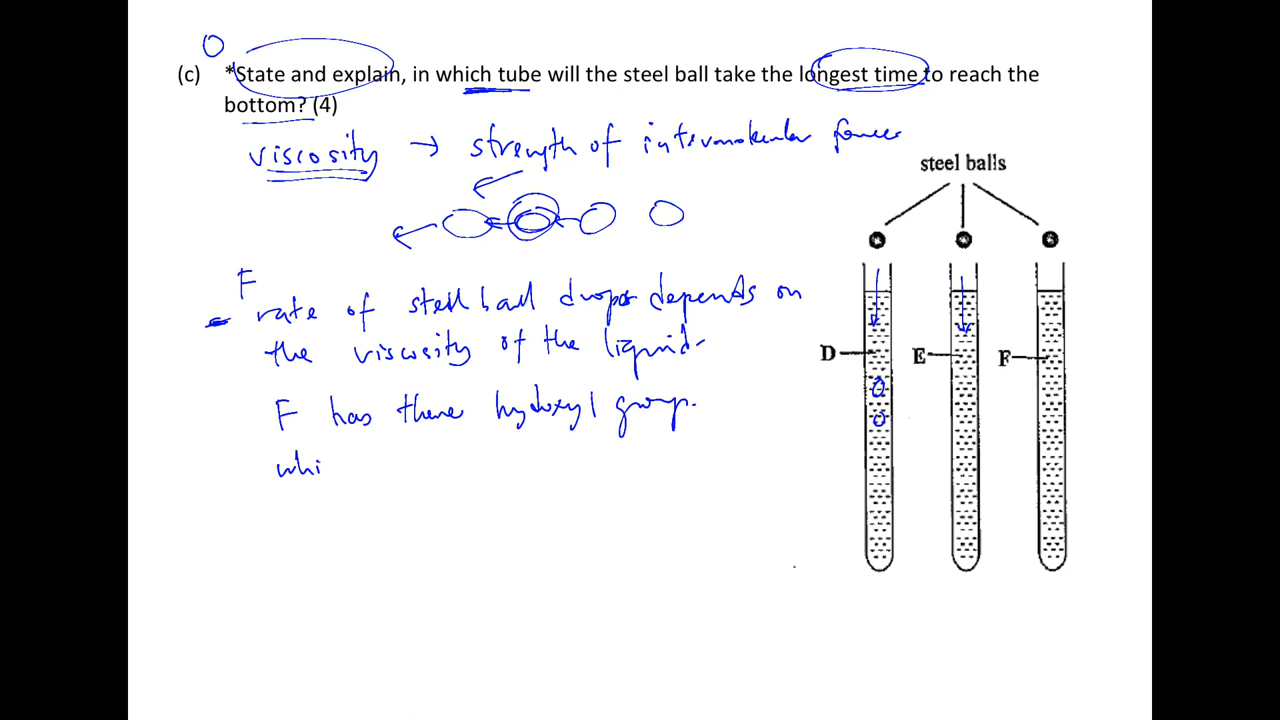 (c) *State and explain, in which tube will the steel ball take the longest time to reach the
bottom? (4)
viscosity → strength of intermolecular forces
steel balls
F
rate of steel ball drops depends on
the viscosity of the liquid.
D
E
F
F has three hydroxyl group.
whi